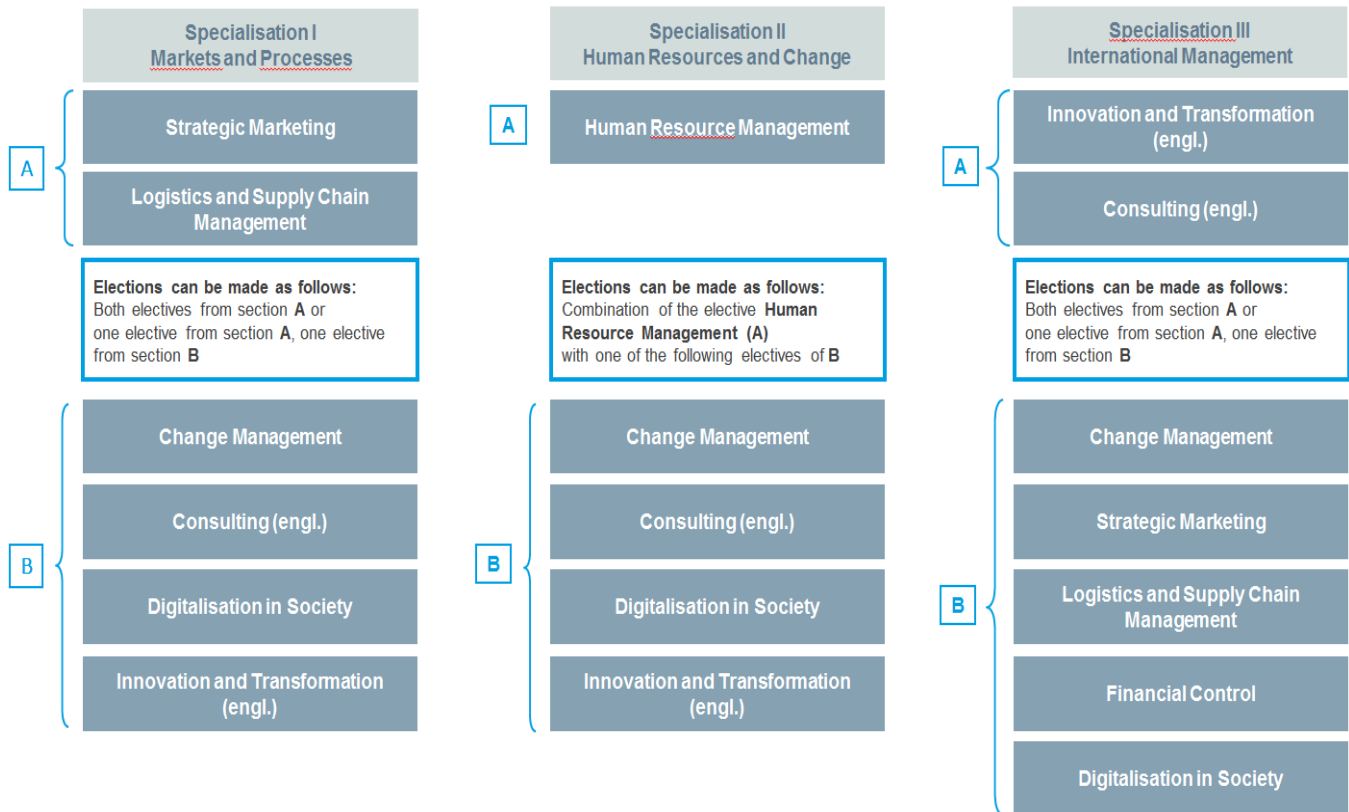 Specialisation I
Markets and Processes
A
Strategic Marketing
Logistics and Supply Chain
Management
Elections can be made as follows:
Both electives from section A or
one elective from section A, one elective
from section B
B
Change Management
Consulting (engl.)
Digitalisation in Society
Innovation and Transformation
(engl.)
Specialisation II
Human Resources and Change
A
Human Resource Management
Elections can be made as follows:
Combination of the elective Human
Resource Management (A)
with one of the following electives of B
B
Change Management
Consulting (engl.)
Digitalisation in Society
Innovation and Transformation
(engl.)
Specialisation III
International Management
A
Innovation and Transformation
(engl.)
Consulting (engl.)
Elections can be made as follows:
Both electives from section A or
one elective from section A, one elective
from section B
B
Change Management
Strategic Marketing
Logistics and Supply Chain
Management
Financial Control
Digitalisation in Society